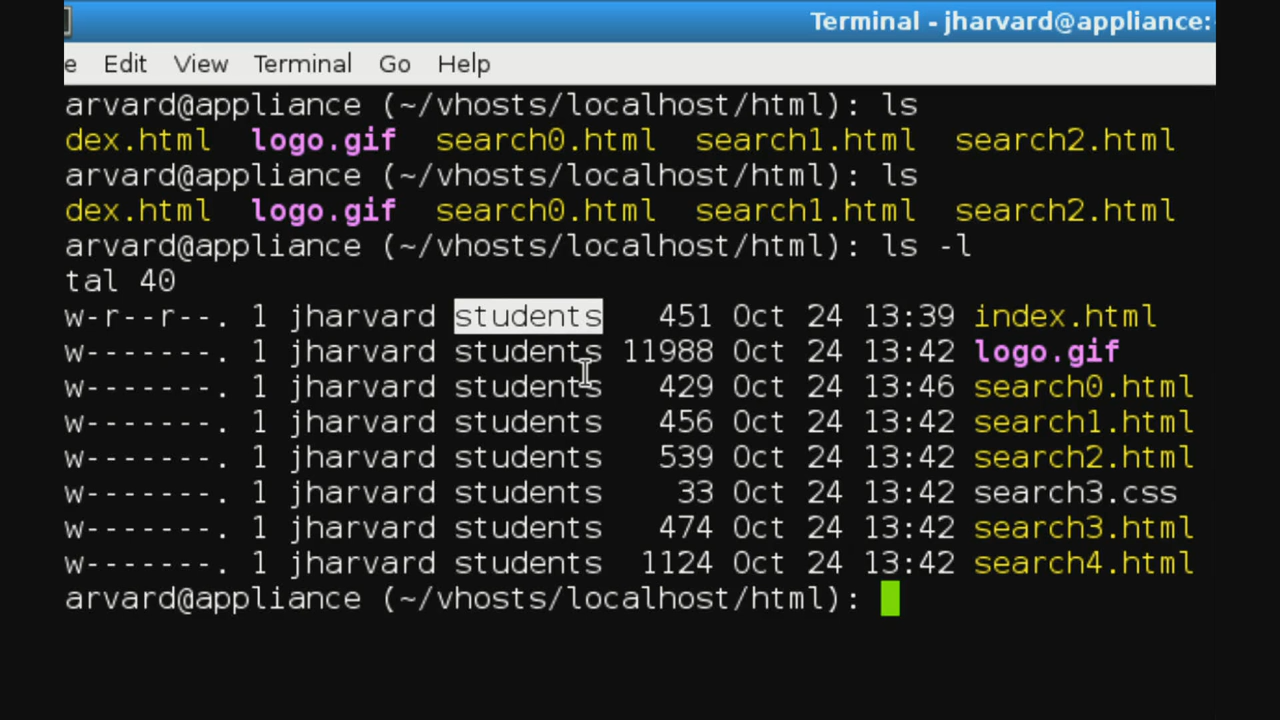 Terminal - jharvard@appliance:
e Edit View Terminal Go Help
arvard@appliance (~/vhosts/localhost/html): ls
dex.html logo.gif search0.html search1.html search2.html
arvard@appliance (~/vhosts/localhost/html): ls
dex.html logo.gif search0.html search1.html search2.html
arvard@appliance (~/vhosts/localhost/html): ls -l
tal 40
w-r--r--. 1 jharvard students 451 Oct 24 13:39 index.html
w-------. 1 jharvard students 11988 Oct 24 13:42 logo.gif
w-------. 1 jharvard students 429 Oct 24 13:46 search0.html
w-------. 1 jharvard students 456 Oct 24 13:42 search1.html
w-------. 1 jharvard students 539 Oct 24 13:42 search2.html
w-------. 1 jharvard students 33 Oct 24 13:42 search3.css
w-------. 1 jharvard students 474 Oct 24 13:42 search3.html
w-------. 1 jharvard students 1124 Oct 24 13:42 search4.html
arvard@appliance (~/vhosts/localhost/html):